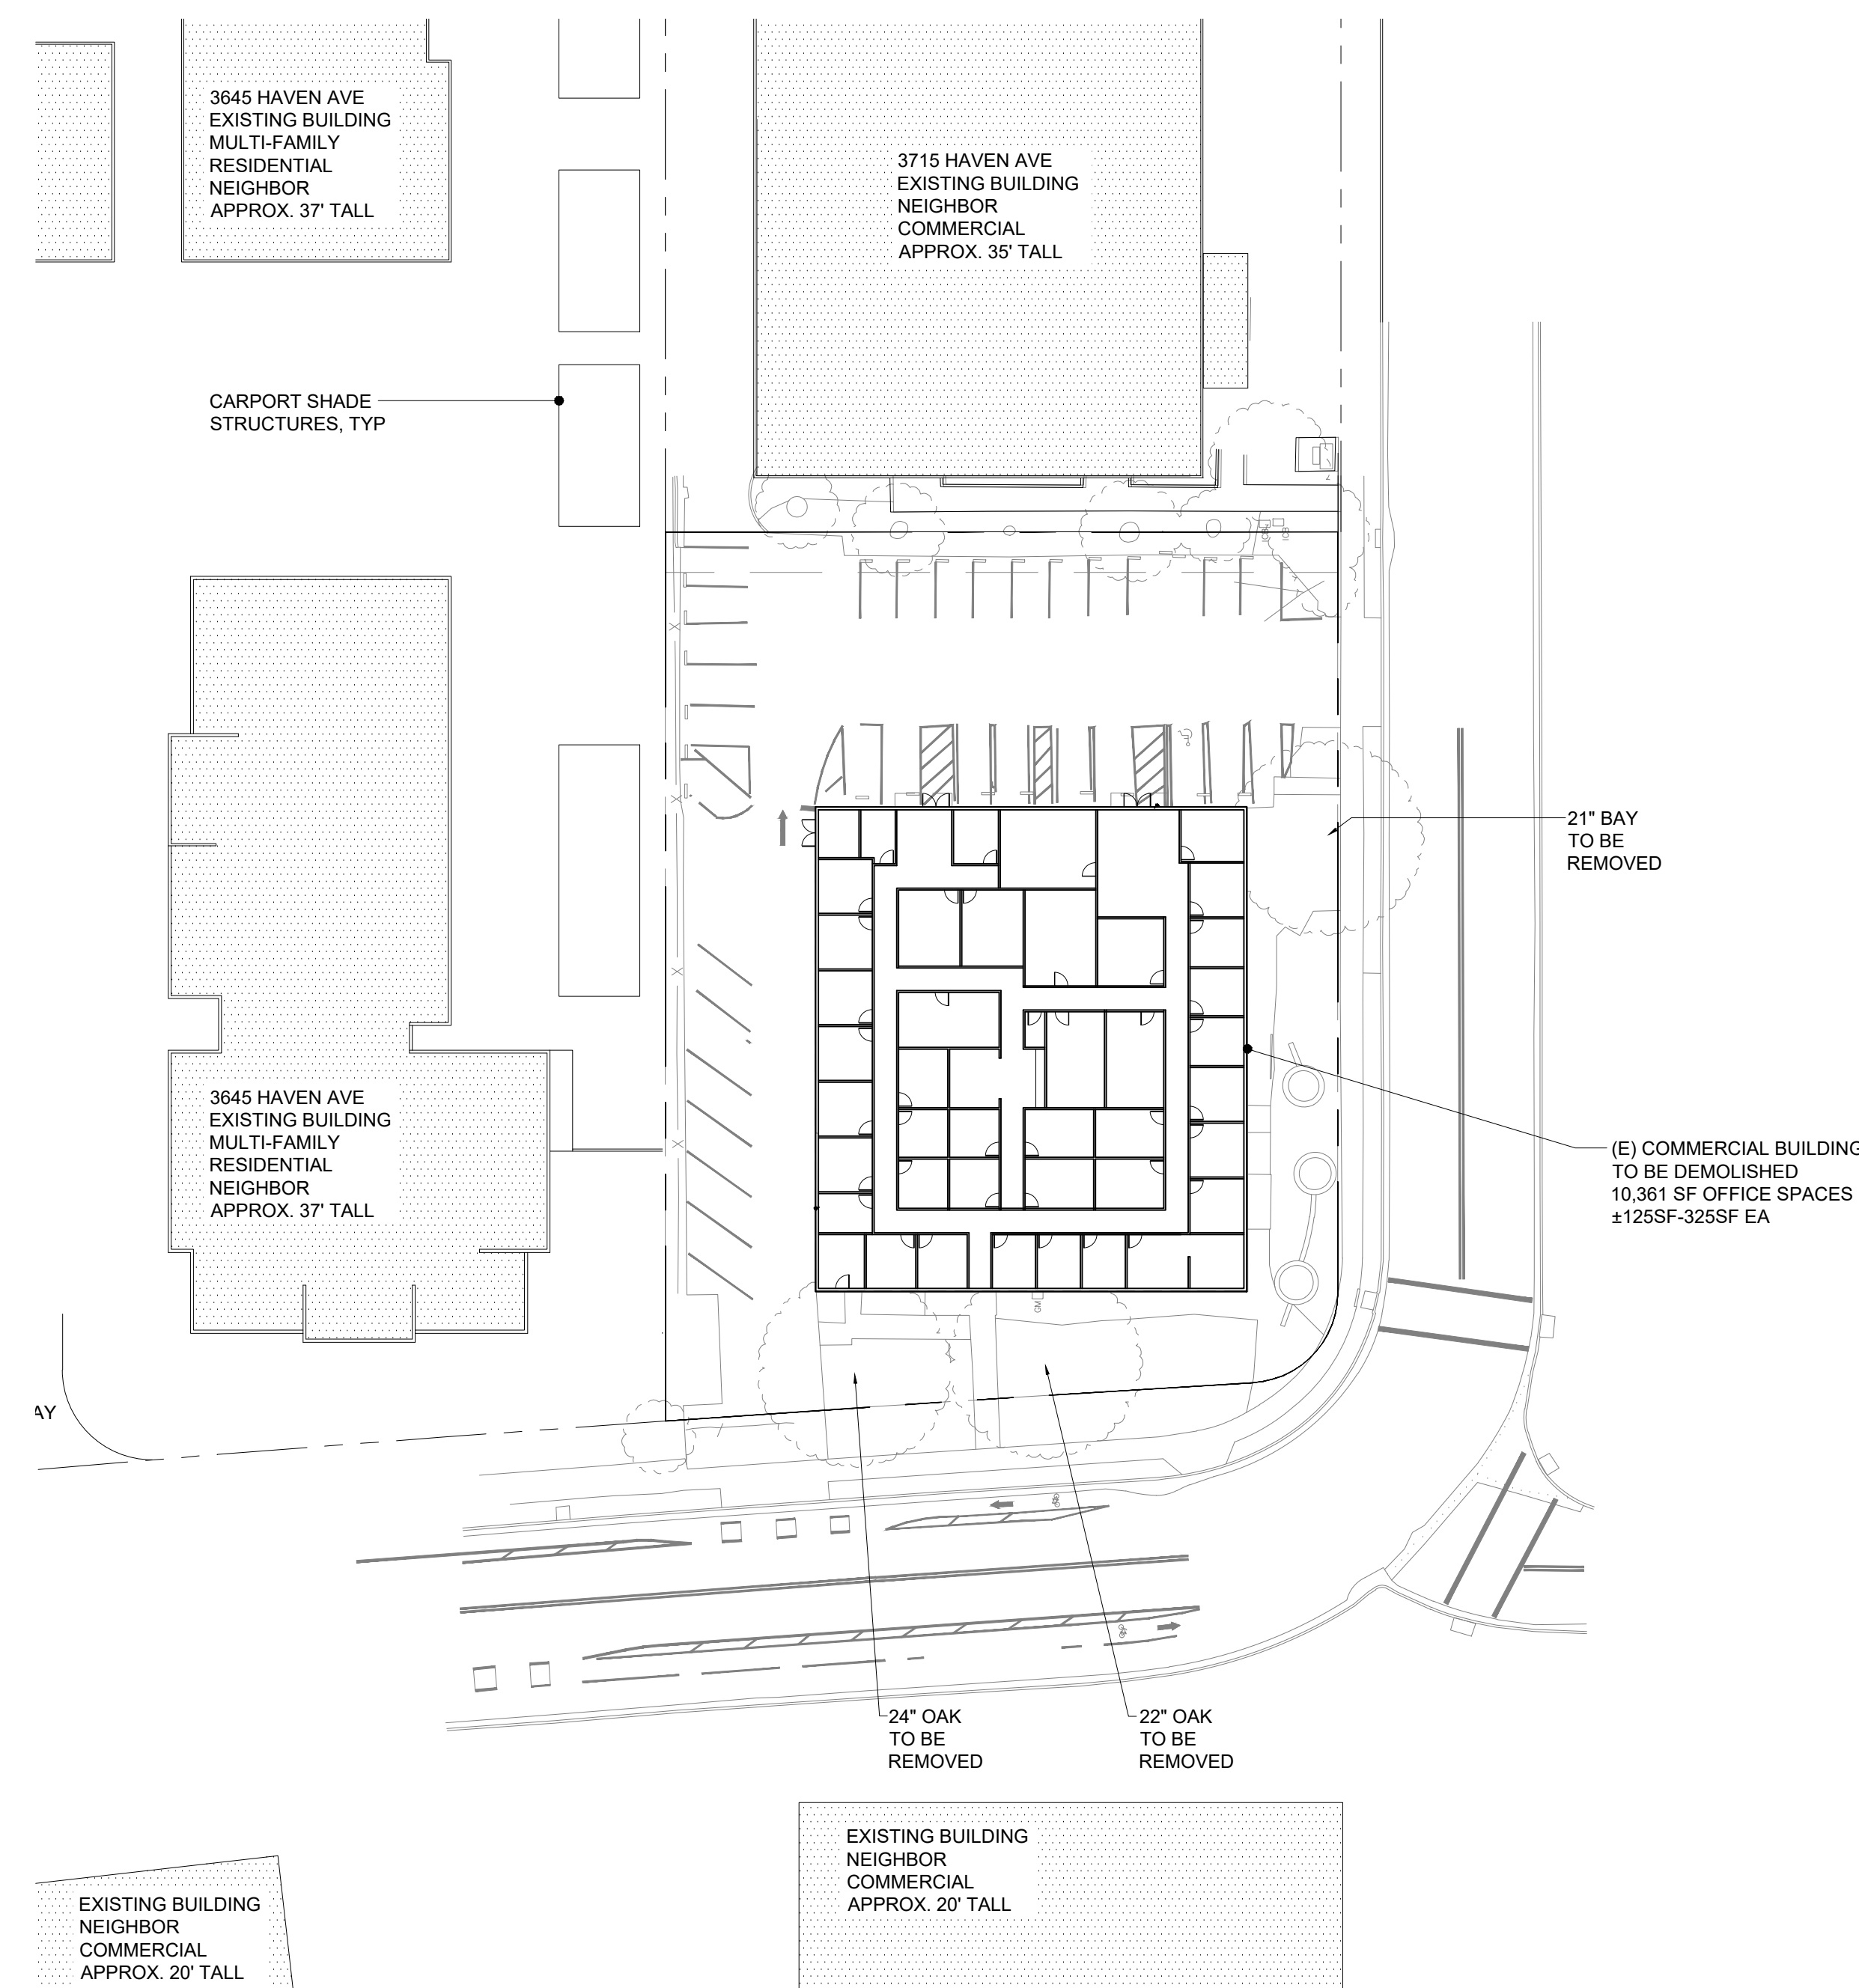 3645 HAVEN AVE
EXISTING BUILDING
MULTI-FAMILY
RESIDENTIAL
NEIGHBOR
APPROX. 37' TALL
3715 HAVEN AVE
EXISTING BUILDING
NEIGHBOR
COMMERCIAL
APPROX. 35' TALL
CARPORT SHADE
STRUCTURES, TYP
ICB
ICB
21" BAY
TO BE
REMOVED
3645 HAVEN AVE
EXISTING BUILDING
MULTI-FAMILY
RESIDENTIAL
NEIGHBOR
APPROX. 37' TALL
(E) COMMERCIAL BUILDING
TO BE DEMOLISHED
10,361 SF OFFICE SPACES
±125SF-325SF EA
GM
AY
24" OAK
TO BE
REMOVED
22" OAK
TO BE
REMOVED
EXISTING BUILDING
NEIGHBOR
COMMERCIAL
APPROX. 20' TALL
EXISTING BUILDING
NEIGHBOR
COMMERCIAL
APPROX. 20' TALL